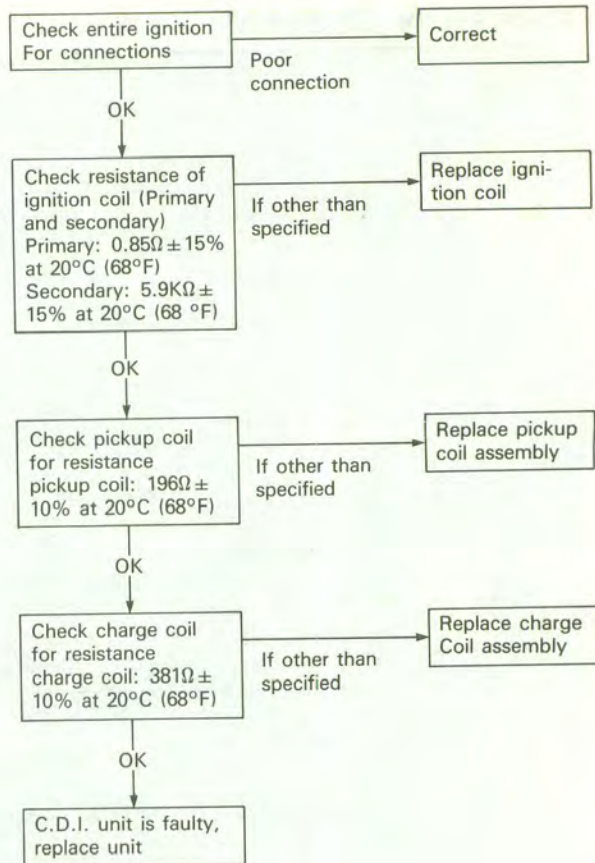 Check entire ignition
For connections
Correct
Poor
connection
OK
Check resistance of
ignition coil (Primary
and secondary)
Primary: 0.85Ω±15%
at 20°C (68°F)
Secondary: 5.9KΩ±
15% at 20°C (68 °F)
Replace igni-
tion coil
If other than
specified
OK
Check pickup coil
for resistance
pickup coil: 196Ω±
10% at 20°C (68°F)
Replace pickup
coil assembly
If other than
specified
OK
Check charge coil
for resistance
charge coil: 381Ω±
10% at 20°C (68°F)
Replace charge
Coil assembly
If other than
specified
OK
C.D.I. unit is faulty,
replace unit